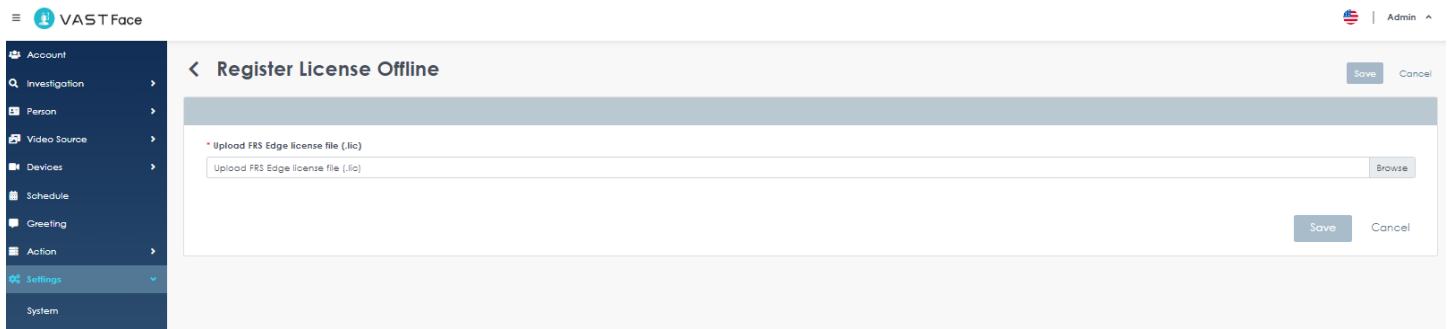 VAST Face
Admin
Account
Investigation
Person
Video Source
Devices
Schedule
Greeting
Action
Settings
System
Register License Offline
Save Cancel
* Upload FRS Edge license file (.lic)
Upload FRS Edge license file (.lic) Browse
Save Cancel